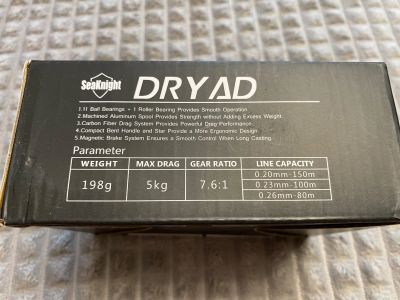 SeaKnight
DRYAD
1.11 Ball Bearings + 1 Roller Bearing Provides Smooth Operation
2.Machined Aluminum Spool Provides Strength without Adding Excess Weight.
3.Carbon Fiber Drag System Provides Powerful Drag Performance.
4.Compact Bent Handle and Star Provide a More Ergonomic Design
5.Magnetic Brake System Ensures a Smooth Control When Long Casting.
Parameter
WEIGHT MAX DRAG GEAR RATIO LINE CAPACITY
198g 5kg 7.6:1 0.20mm-150m
0.23mm-100m
0.26mm-80m